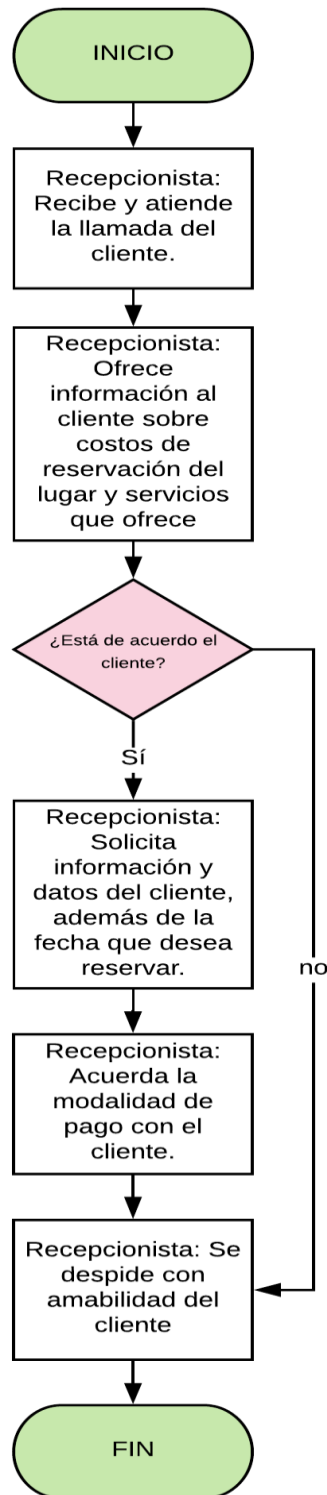 INICIO
Recepcionista:
Recibe y atiende
la llamada del
cliente.
Recepcionista:
Ofrece
información al
cliente sobre
costos de
reservación del
lugar y servicios
que ofrece
¿Está de acuerdo el
cliente?
Sí
Recepcionista:
Solicita
información y
datos del cliente,
además de la
fecha que desea
reservar.
no
Recepcionista:
Acuerda la
modalidad de
pago con el
cliente.
Recepcionista: Se
despide con
amabilidad del
cliente
FIN